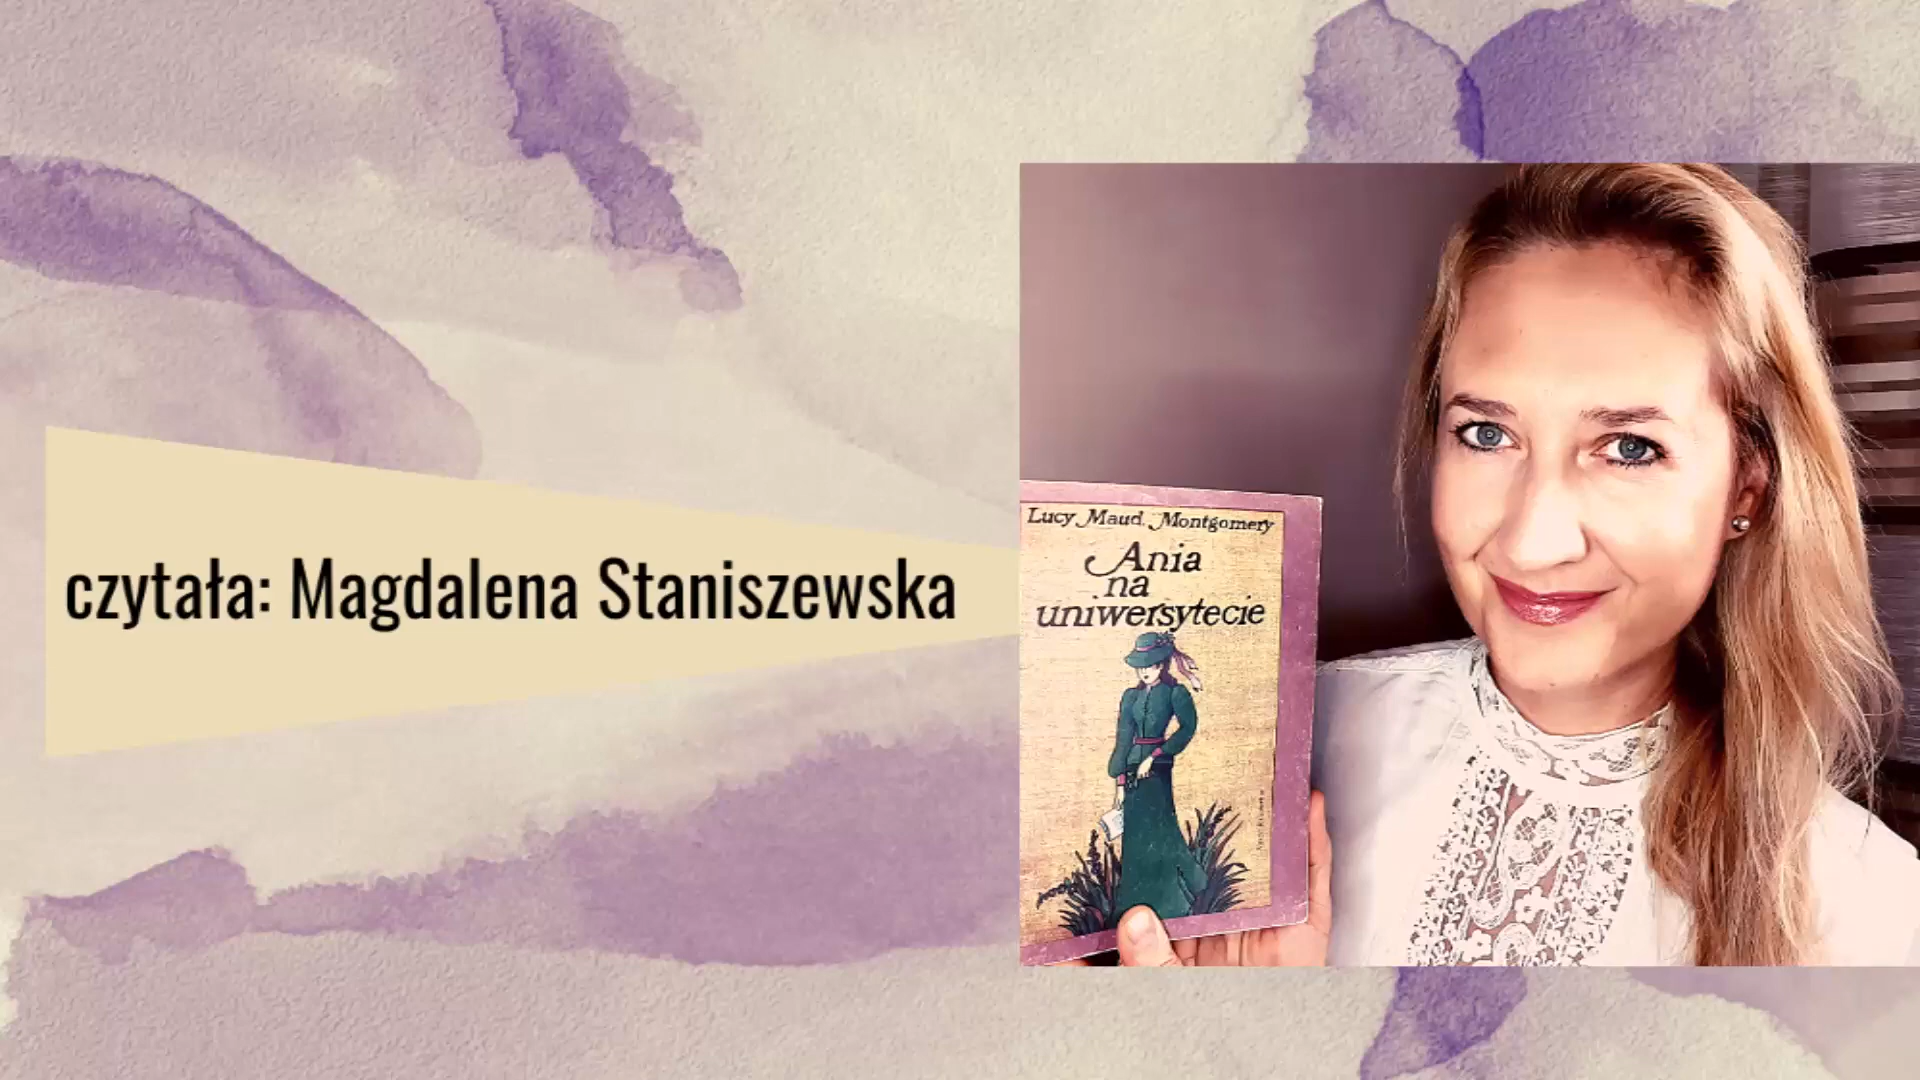 czytała: Magdalena Staniszewska
Lucy Maud Montgomery
Ania
na
uniwersytecie